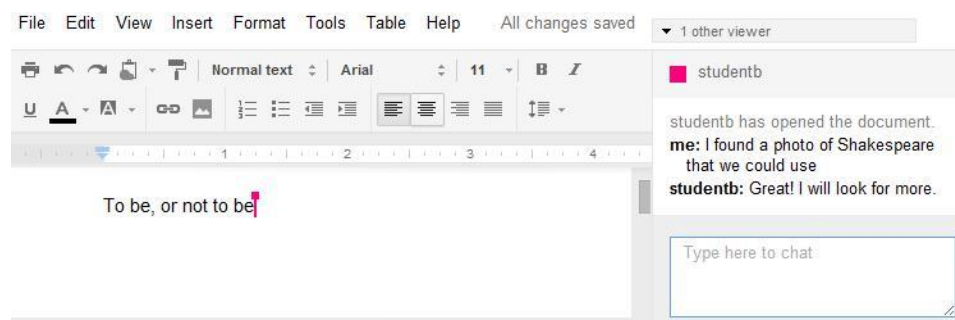 File Edit View Insert Format Tools Table Help All changes saved
1 other viewer
Normal text Arial 11 B I
U A A
1 2 3 4
To be, or not to be
studentb
studentb has opened the document.
me: I found a photo of Shakespeare
that we could use
studentb: Great! I will look for more.
Type here to chat